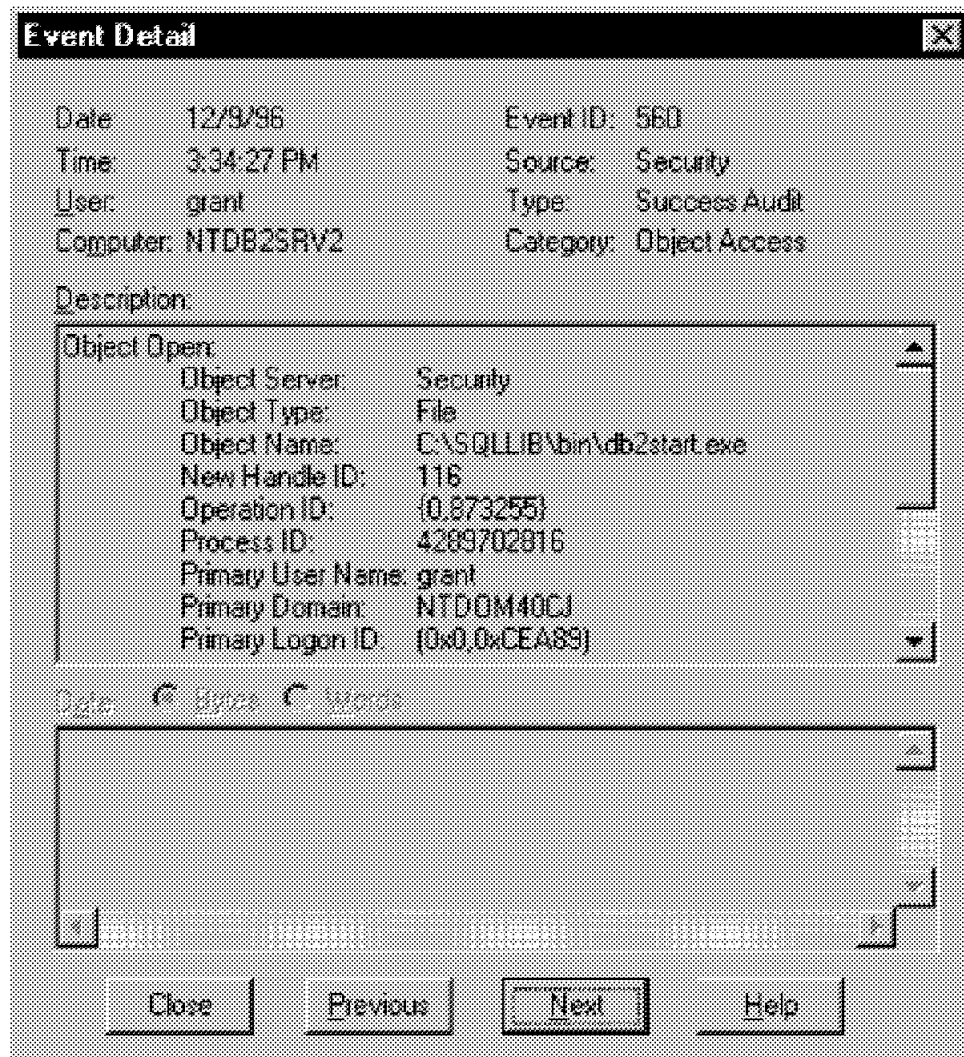 Event Detail
Date: 12/9/96 Event ID: 560
Time: 3:34:27 PM Source: Security
User: grant Type: Success Audit
Computer: NTDB2SRV2 Category: Object Access
Description:
Object Open:
Object Server: Security
Object Type: File
Object Name: C:\SQLLIB\bin\db2start.exe
New Handle ID: 116
Operation ID: {0,873255}
Process ID: 4289702816
Primary User Name: grant
Primary Domain: NTDOM40CJ
Primary Logon ID: (0x0,0xCEA89)
Data: Bytes Words
Close Previous Next Help